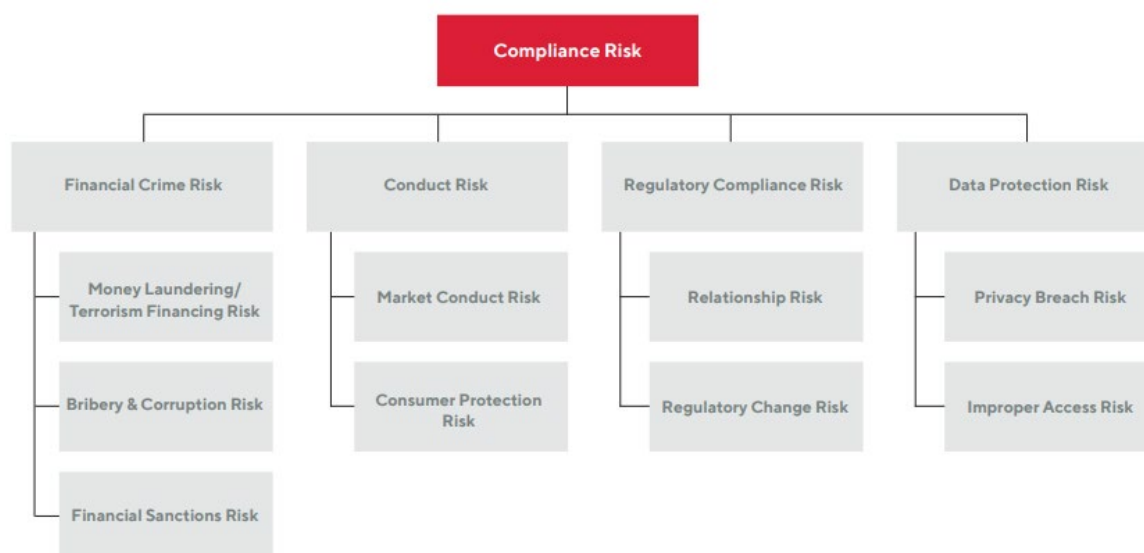 Compliance Risk
Financial Crime Risk
Conduct Risk
Regulatory Compliance Risk
Data Protection Risk
Money Laundering/
Terrorism Financing Risk
Market Conduct Risk
Relationship Risk
Privacy Breach Risk
Bribery & Corruption Risk
Consumer Protection
Risk
Regulatory Change Risk
Improper Access Risk
Financial Sanctions Risk